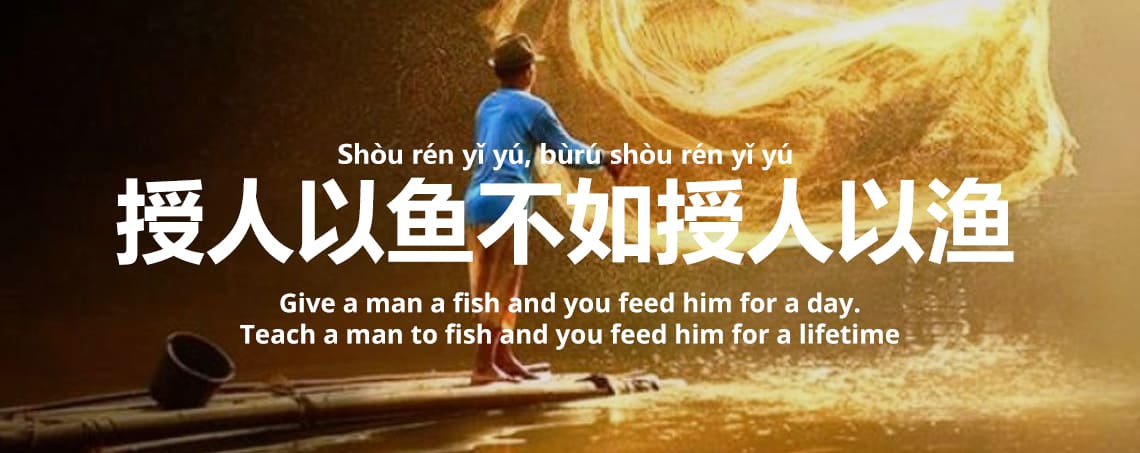 Shòu rén yǐ yú, bùrú shòu rén yǐ yú
授人以鱼不如授人以渔
Give a man a fish and you feed him for a day.
Teach a man to fish and you feed him for a lifetime